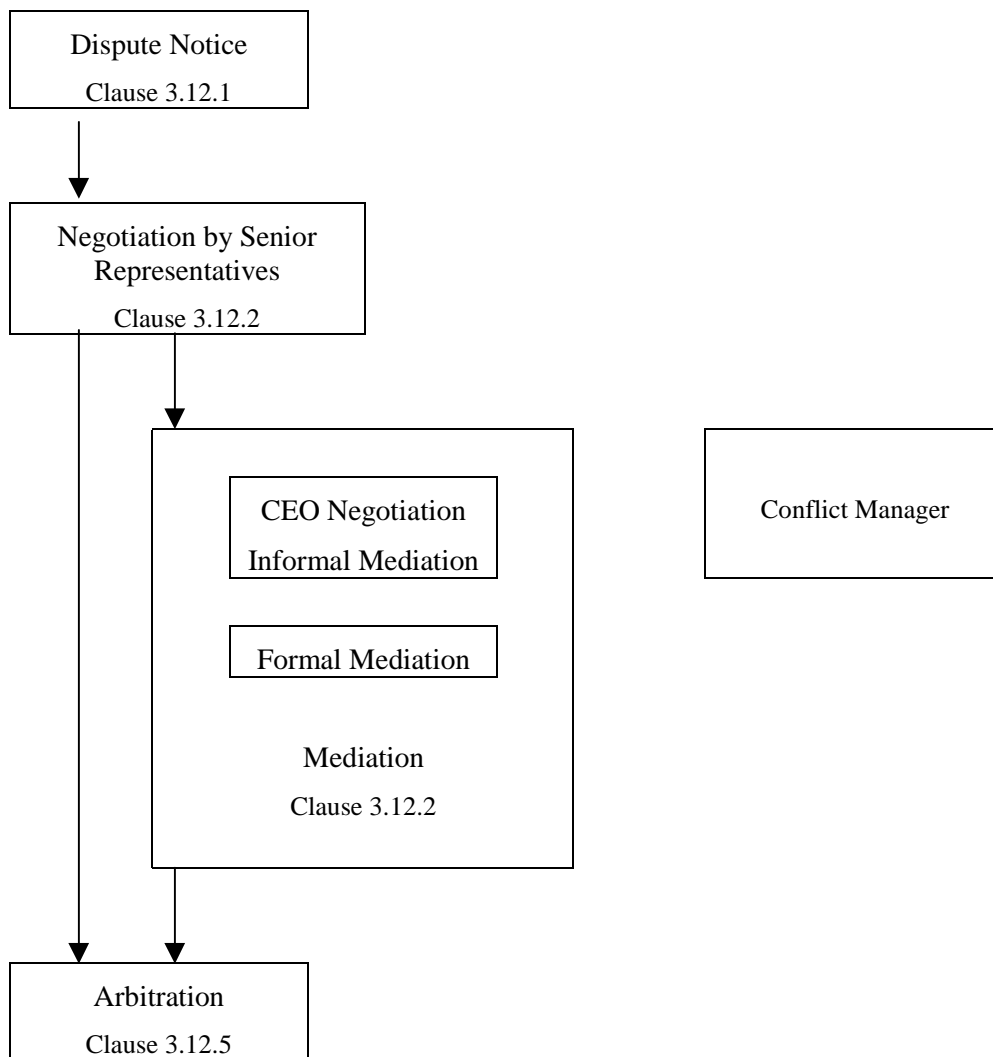 Dispute Notice
Clause 3.12.1
Negotiation by Senior
Representatives
Clause 3.12.2
CEO Negotiation
Informal Mediation
Conflict Manager
Formal Mediation
Mediation
Clause 3.12.2
Arbitration
Clause 3.12.5